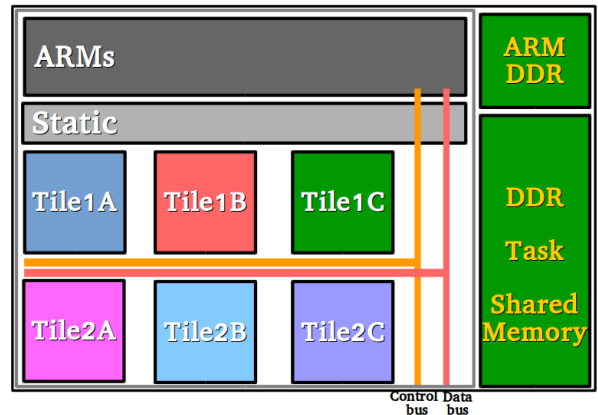 ARMs
ARM
DDR
Static
Tile1A
Tile1B
Tile1C
DDR
Task
Shared
Memory
Tile2A
Tile2B
Tile2C
Control
bus
Data
bus